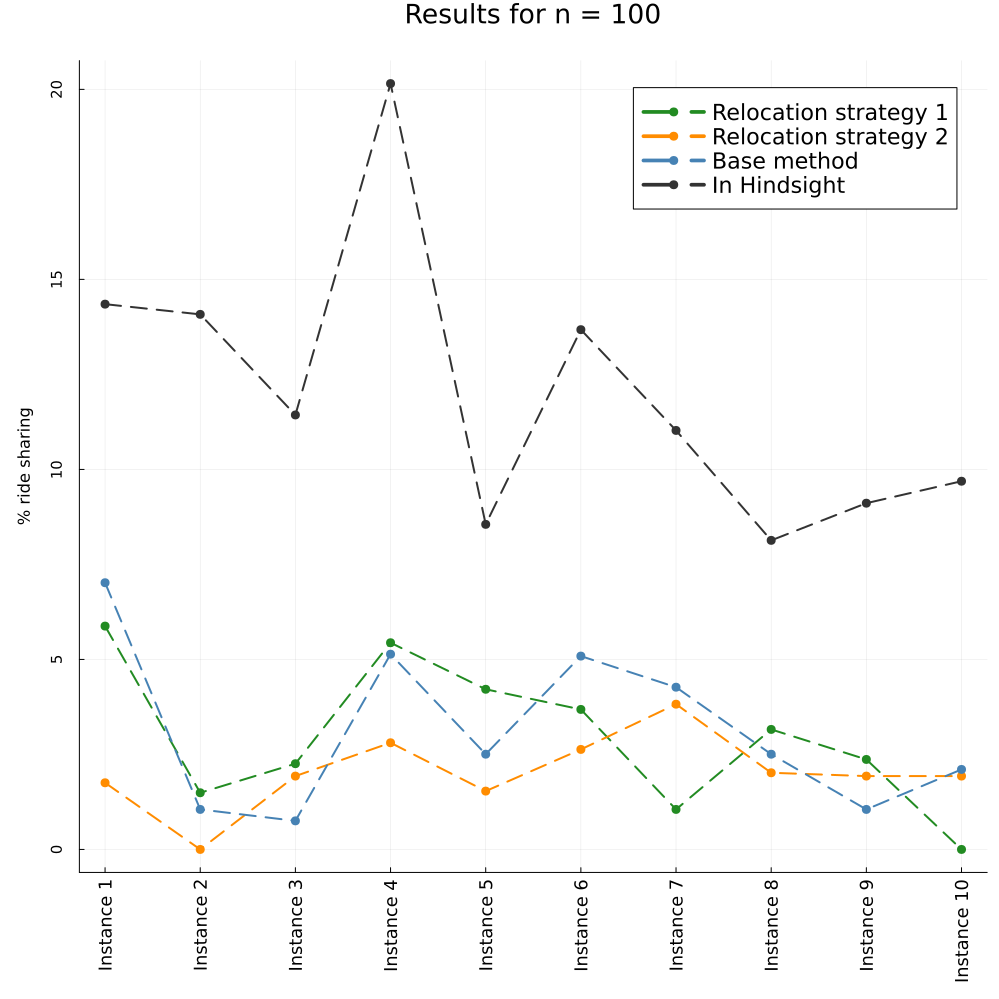 Results for n = 100
20
15
10
5
0
% ride sharing
Relocation strategy 1
Relocation strategy 2
Base method
In Hindsight
Instance 1
Instance 2
Instance 3
Instance 4
Instance 5
Instance 6
Instance 7
Instance 8
Instance 9
Instance 10